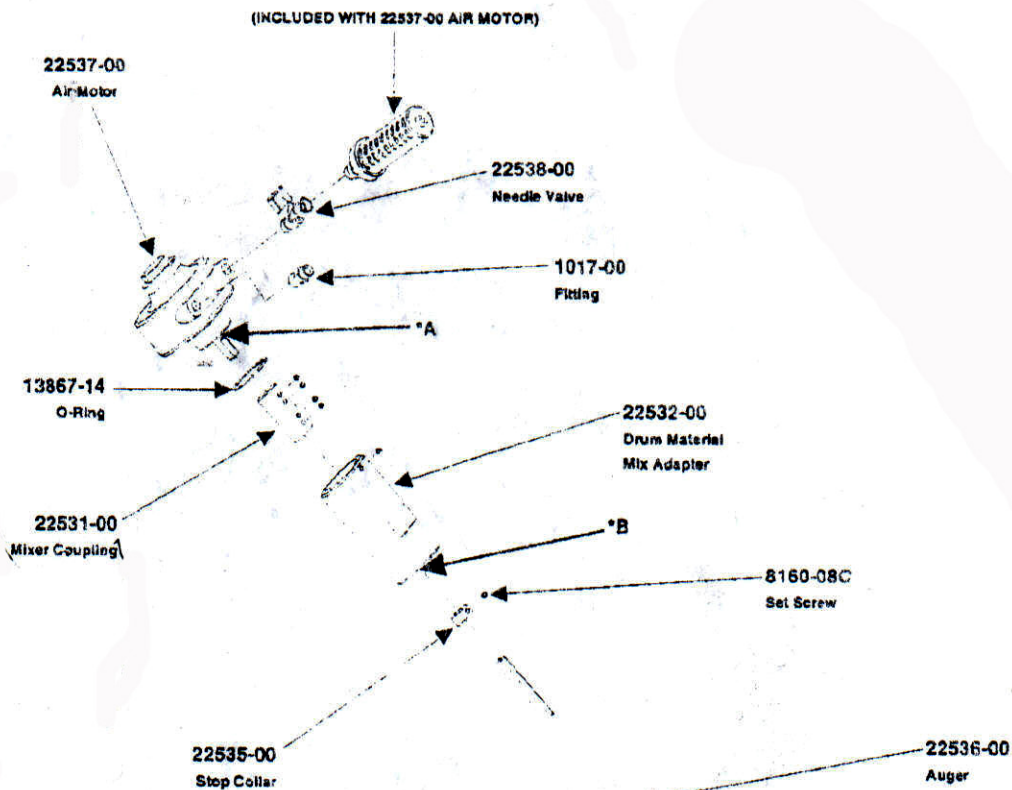 (INCLUDED WITH 22537-00 AIR MOTOR)
22537-00
Air Motor
22538-00
Needle Valve
1017-00
Fitting
*A
13867-14
O-Ring
22532-00
Drum Material
Mix Adapter
22531-00
Mixer Coupling
*B
8160-08C
Set Screw
22535-00
Stop Collar
22536-00
Auger